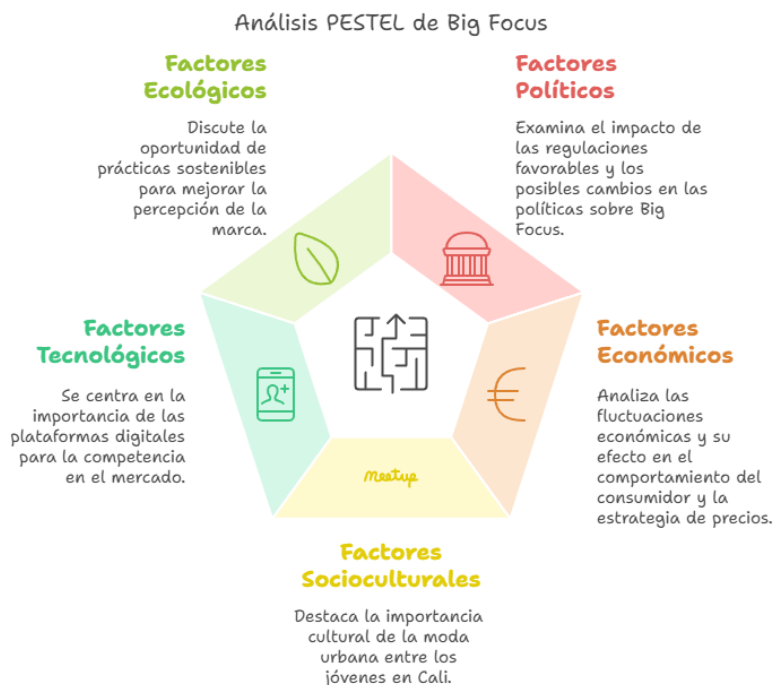 Análisis PESTEL de Big Focus
Factores
Ecológicos
Discute la
oportunidad de
prácticas sostenibles
para mejorar la
percepción de la
marca.
Factores
Políticos
Examina el impacto de
las regulaciones
favorables y los
posibles cambios en las
políticas sobre Big
Focus.
Factores
Tecnológicos
Se centra en la
importancia de las
plataformas digitales
para la competencia
en el mercado.
Factores
Económicos
Analiza las
fluctuaciones
económicas y su
efecto en el
comportamiento del
consumidor y la
estrategia de precios.
Meetup
Factores
Socioculturales
Destaca la importancia
cultural de la moda
urbana entre los
jóvenes en Cali.